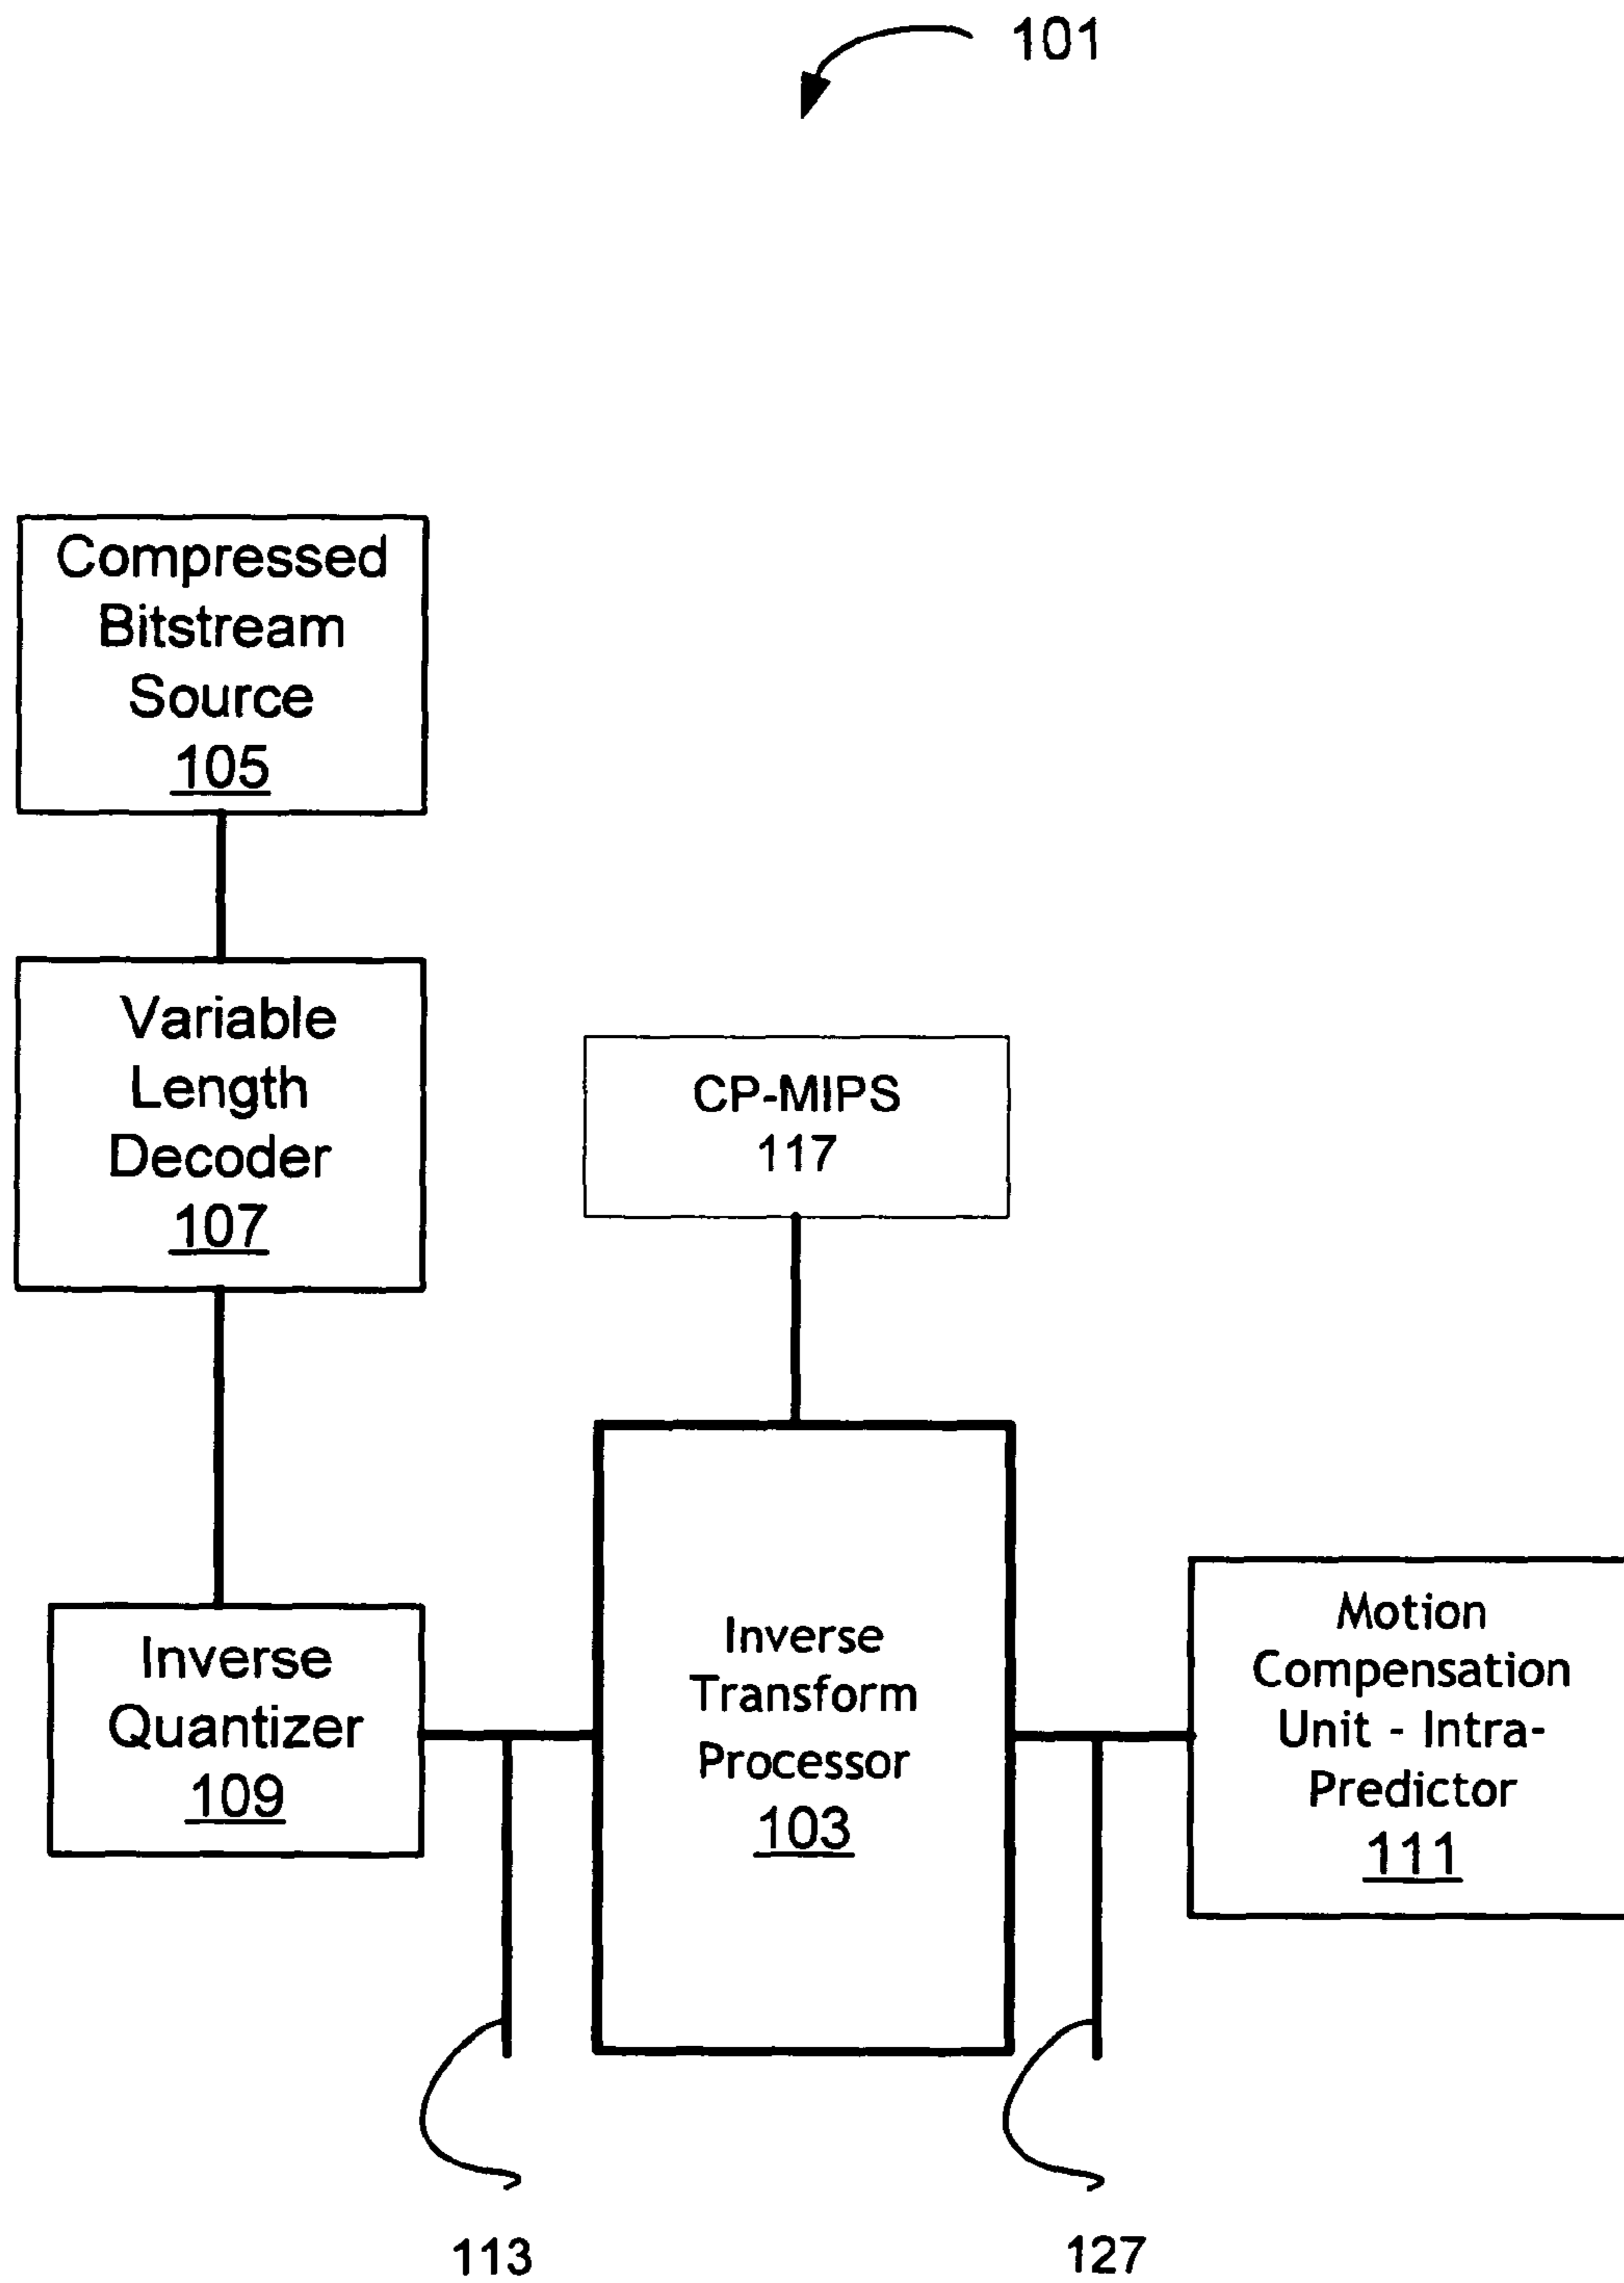 101
Compressed
Bitstream
Source
105
Variable
Length
Decoder
107
CP-MIPS
117
Inverse
Quantizer
109
Inverse
Transform
Processor
103
Motion
Compensation
Unit - Intra-
Predictor
111
113
127